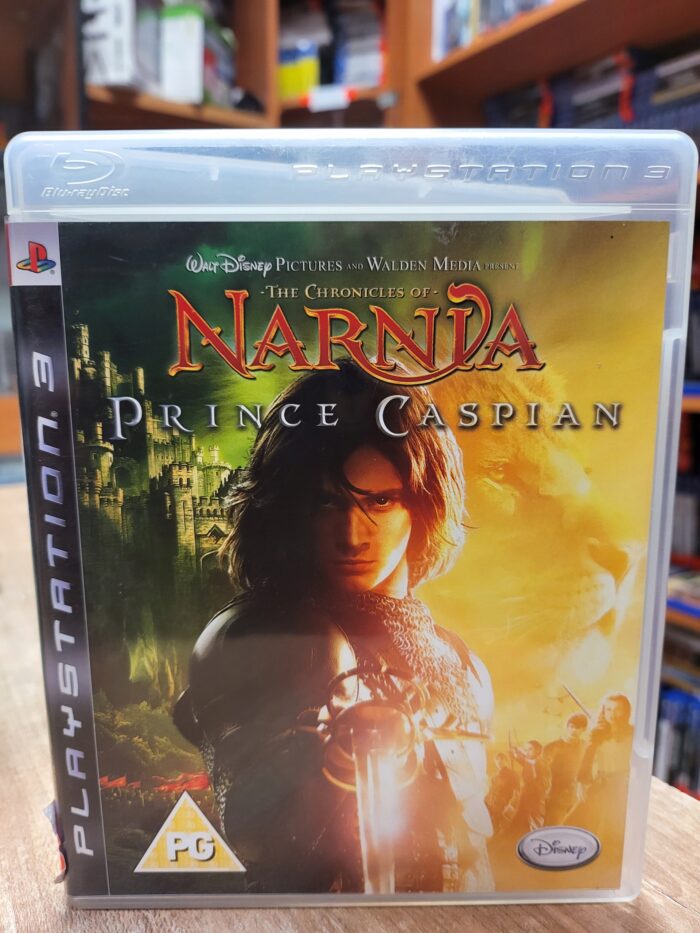 Blu-ray Disc
PLAYSTATION 3
PLAYSTATION 3
WALT DISNEY PICTURES AND WALDEN MEDIA PRESENT
·THE CHRONICLES OF·
NARNIA
PRINCE CASPIAN
PG
DISNEY